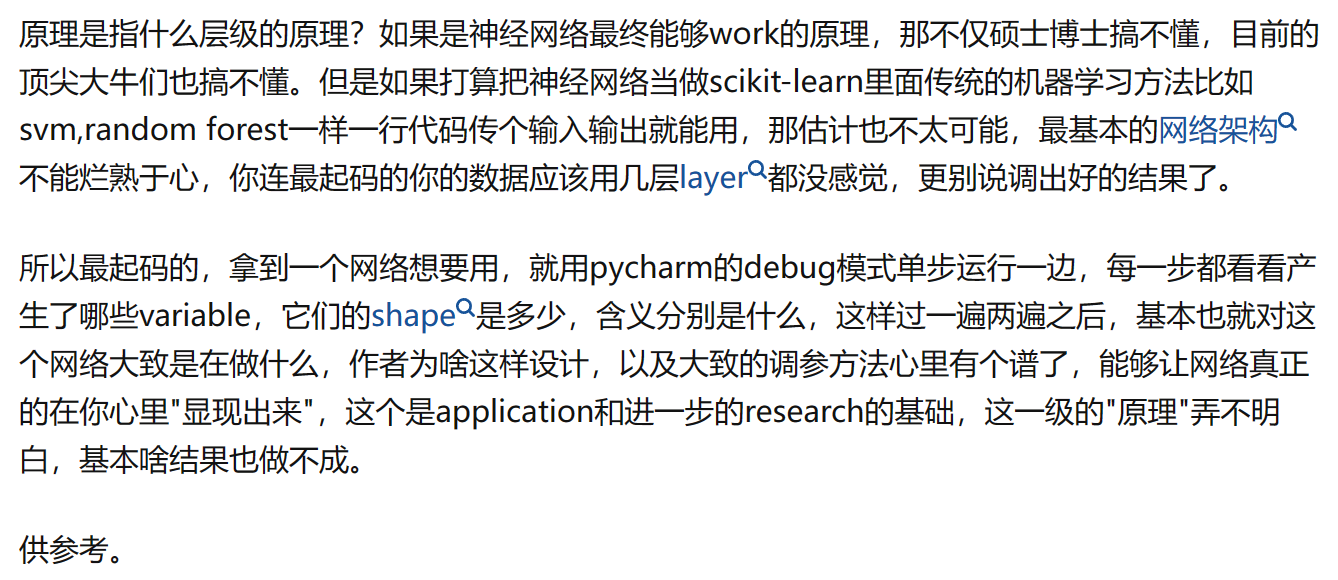 原理是指什么层级的原理？如果是神经网络最终能够work的原理，那不仅硕士博士搞不懂，目前的
顶尖大牛们也搞不懂。但是如果打算把神经网络当做scikit-learn里面传统的机器学习方法比如
svm,random forest一样一行代码传个输入输出就能用，那估计也不太可能，最基本的网络架构
不能烂熟于心，你连最起码的你的数据应该用几层layer都没感觉，更别说调出好的结果了。
所以最起码的，拿到一个网络想要用，就用pycharm的debug模式单步运行一边，每一步都看看产
生了哪些variable，它们的shape是多少，含义分别是什么，这样过一遍两遍之后，基本也就对这
个网络大致是在做什么，作者为啥这样设计，以及大致的调参方法心里有个谱了，能够让网络真正
的在你心里"显现出来"，这个是application和进一步的research的基础，这一级的"原理"弄不明
白，基本啥结果也做不成。
供参考。